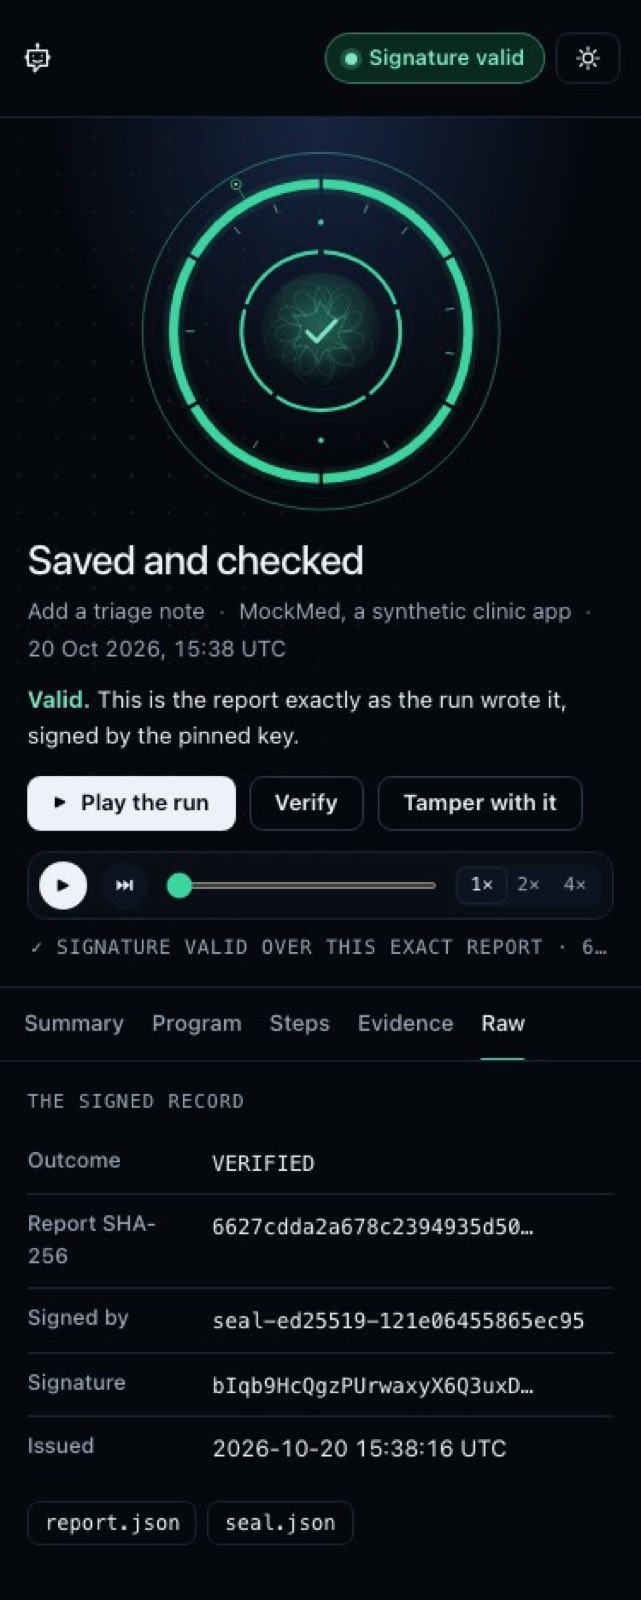 Signature valid
Saved and checked
Add a triage note · MockMed, a synthetic clinic app ·
20 Oct 2026, 15:38 UTC
Valid. This is the report exactly as the run wrote it,
signed by the pinned key.
Play the run
Verify
Tamper with it
1×
2×
4×
✓ SIGNATURE VALID OVER THIS EXACT REPORT · 6…
Summary
Program
Steps
Evidence
Raw
THE SIGNED RECORD
Outcome
VERIFIED
Report SHA-
256
6627cdda2a678c2394935d50…
Signed by
seal-ed25519-121e06455865ec95
Signature
bIqb9HcQgzPUrwaxyX6Q3uxD…
Issued
2026-10-20 15:38:16 UTC
report.json
seal.json